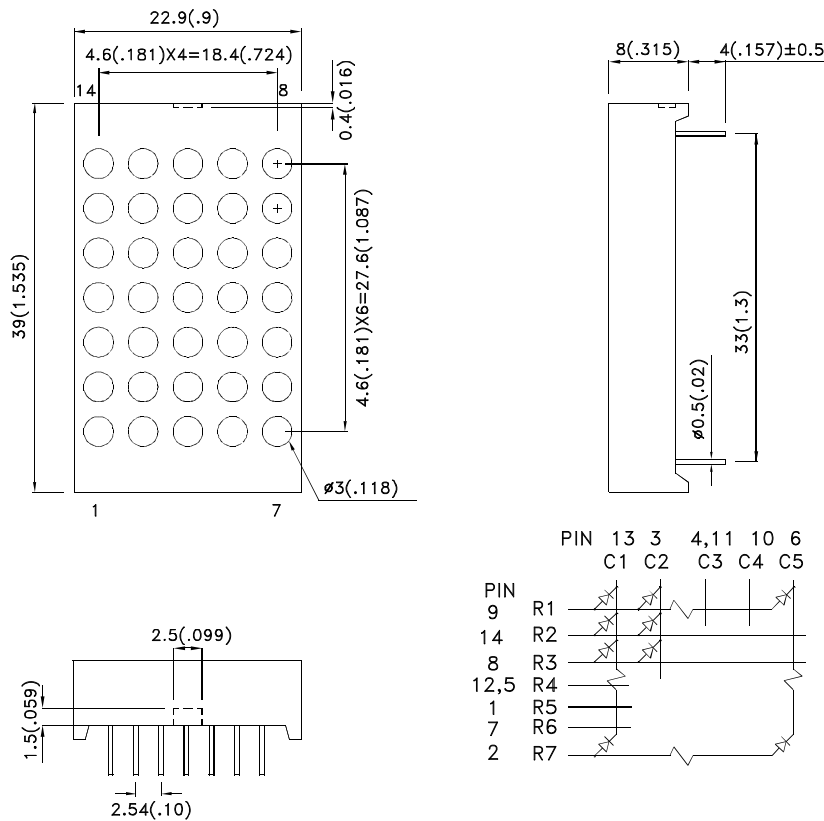 22.9(.9)
4.6(.181)X4=18.4(.724)
14
8
0.4(.016)
39(1.535)
4.6(.181)X6=27.6(1.087)
ø3(.118)
1
7
8(.315)
4(.157)±0.5
33(1.3)
ø0.5(.02)
2.5(.099)
1.5(.059)
2.54(.10)
PIN 13 3 4,11 10 6
C1 C2 C3 C4 C5
PIN
9 R1
14 R2
8 R3
12,5 R4
1 R5
7 R6
2 R7